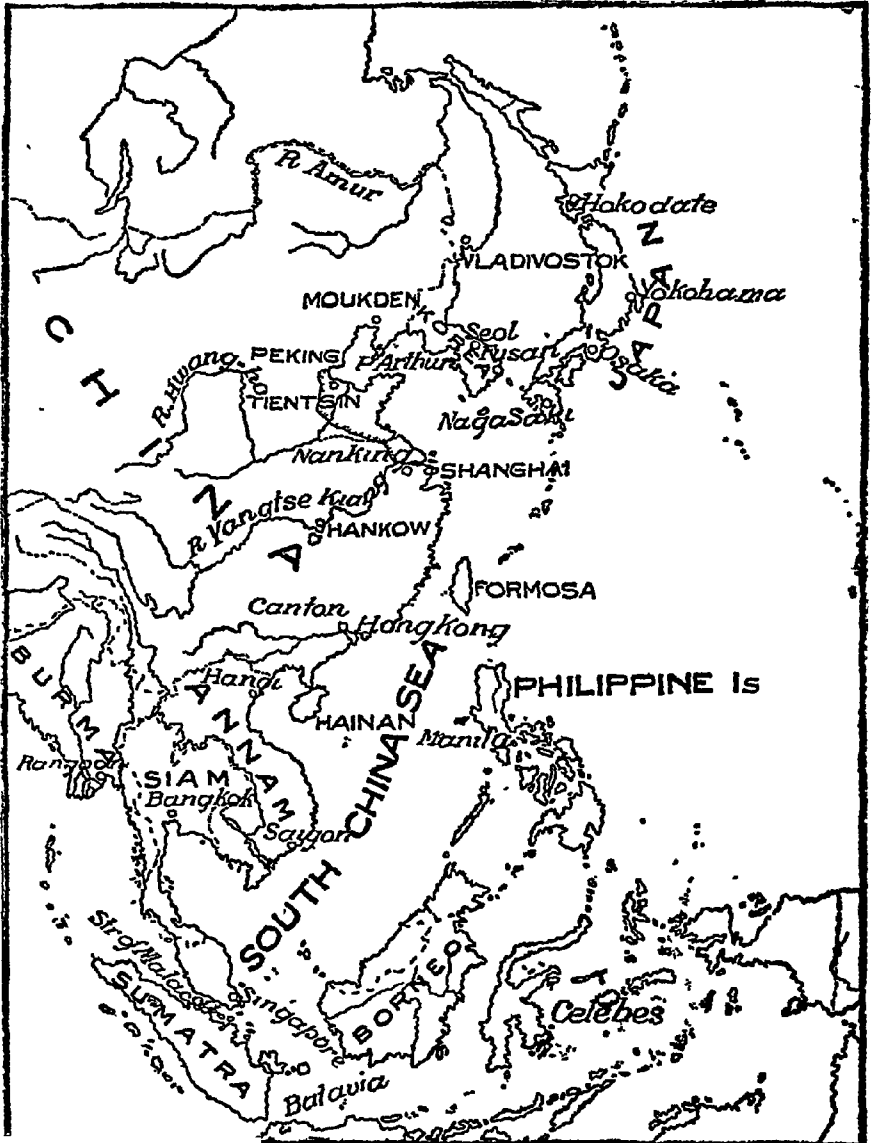 R Amur
Hokodate
JAPAN
VLADIVOSTOK
Yokohama
MOUKDEN
KOREA
Seol
PEKING
P. Arthur
Fusan
Osaka
CHINA
R. Hwang-ho
TIENTSIN
NagaSaki
Nanking
SHANGHAI
R Yangtse Kiang
HANKOW
FORMOSA
Canton
HongKong
BURMA
Hanoi
ANNAM
SOUTH CHINA SEA
PHILIPPINE Is
HAINAN
Manila
Rangoon
SIAM
Bangkok
Saigon
Str of Malacca
SUMATRA
Singapore
BORNEO
Celebes
Batavia